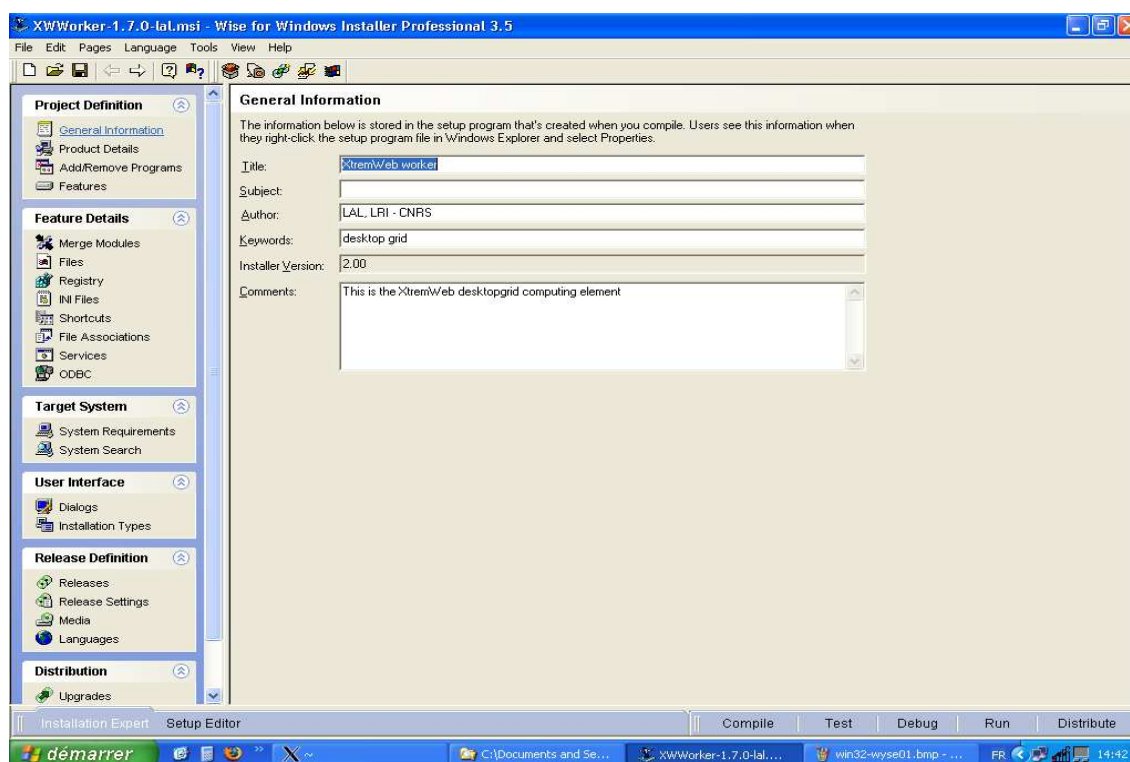 XWWorker-1.7.0-lal.msi - Wise for Windows Installer Professional 3.5
File Edit Pages Language Tools View Help
Project Definition
General Information
Product Details
Add/Remove Programs
Features
Feature Details
Merge Modules
Files
Registry
INI Files
Shortcuts
File Associations
Services
ODBC
Target System
System Requirements
System Search
User Interface
Dialogs
Installation Types
Release Definition
Releases
Release Settings
Media
Languages
Distribution
Upgrades
General Information
The information below is stored in the setup program that's created when you compile. Users see this information when
they right-click the setup program file in Windows Explorer and select Properties.
Title: XtremWeb worker
Subject:
Author: LAL, LRI - CNRS
Keywords: desktop grid
Installer Version: 2.00
Comments: This is the XtremWeb desktopgrid computing element
Installation Expert Setup Editor Compile Test Debug Run Distribute
démarrer C:\Documents and Se... XWWorker-1.7.0-lal.... win32-wyse01.bmp - ... FR 14:42